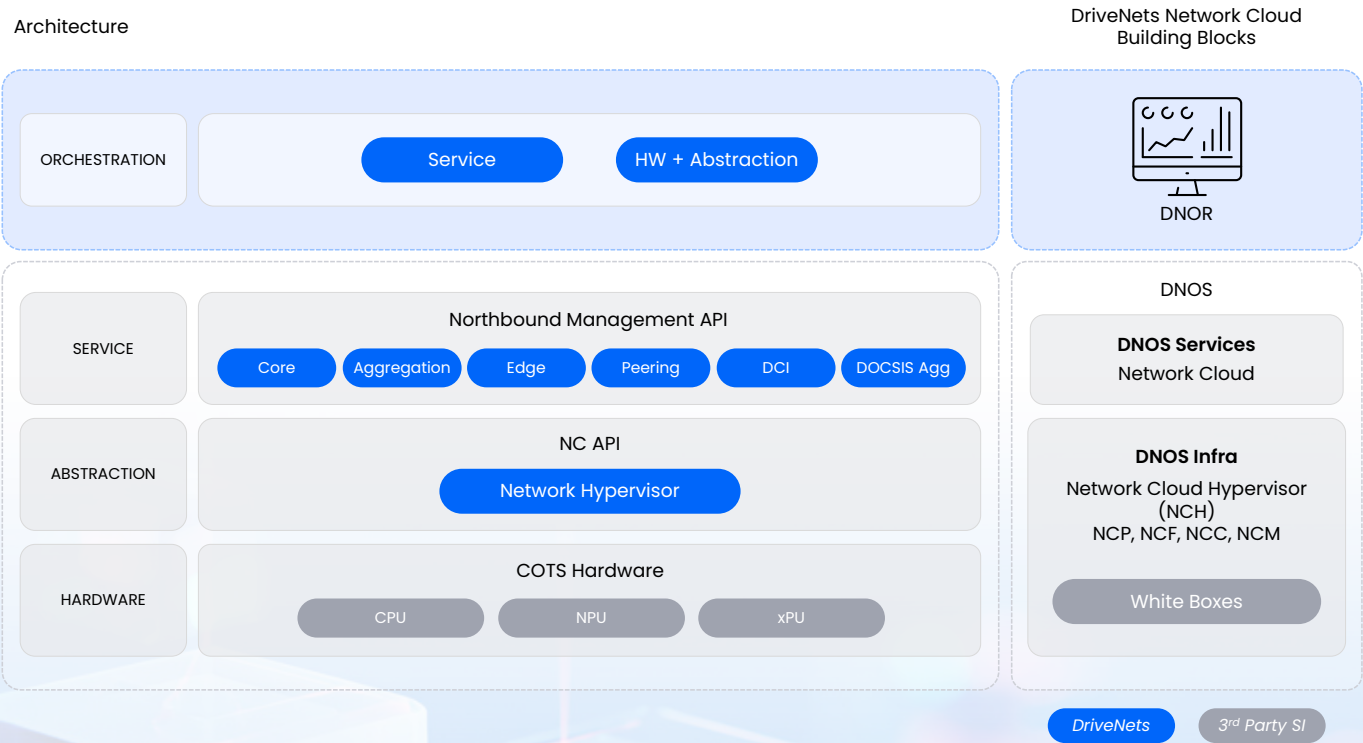 Architecture
DriveNets Network Cloud
Building Blocks
ORCHESTRATION
Service
HW + Abstraction
DNOR
SERVICE
Northbound Management API
Core
Aggregation
Edge
Peering
DCI
DOCSIS Agg
DNOS
DNOS Services
Network Cloud
ABSTRACTION
NC API
Network Hypervisor
DNOS Infra
Network Cloud Hypervisor
(NCH)
NCP, NCF, NCC, NCM
HARDWARE
COTS Hardware
CPU
NPU
xPU
White Boxes
DriveNets
3rd Party SI